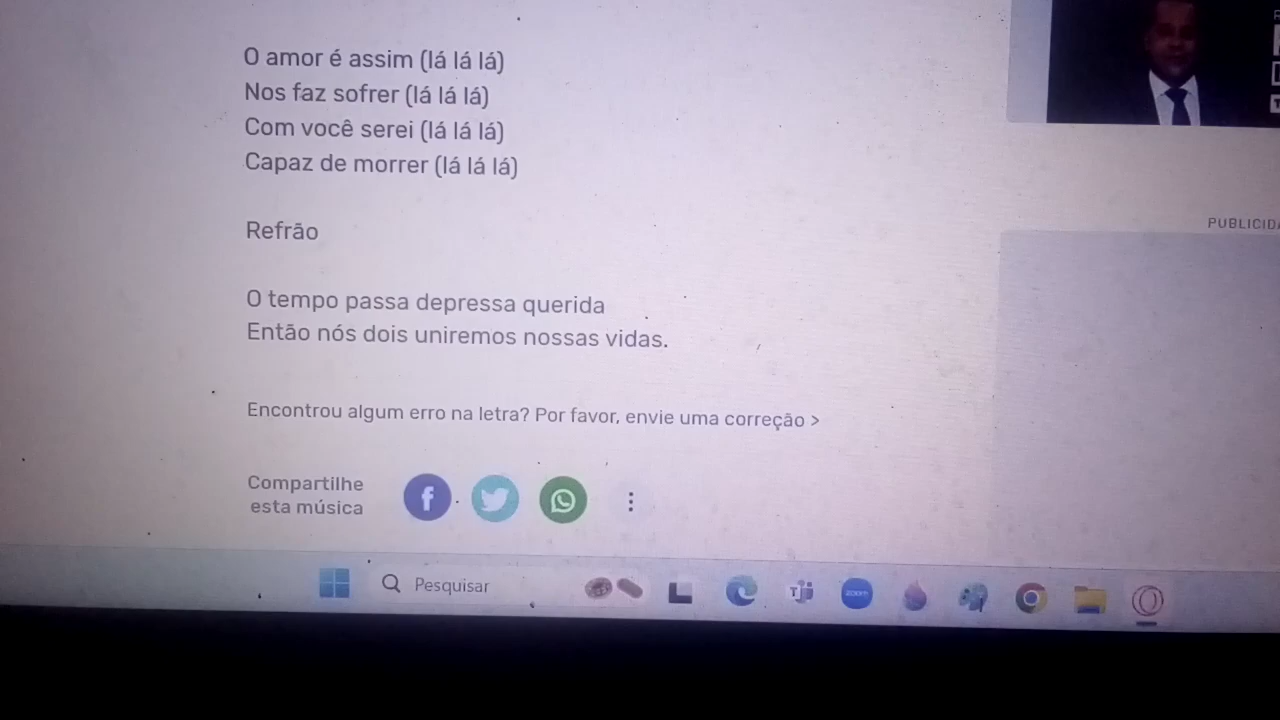 O amor é assim (lá lá lá)
Nos faz sofrer (lá lá lá)
Com você serei (lá lá lá)
Capaz de morrer (lá lá lá)
Refrão
O tempo passa depressa querida
Então nós dois uniremos nossas vidas.
PUBLICIDA
Encontrou algum erro na letra? Por favor, envie uma correção >
Compartilhe
esta música
Pesquisar
zoom